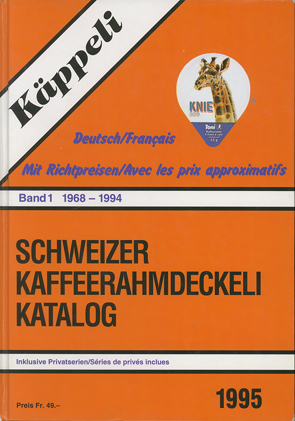 Käppeli
KNIE
Toni
Deutsch/Français
Mit Richtpreisen/Avec les prix approximatifs
Band 1 1968 – 1994
SCHWEIZER
KAFFEERAHMDECKELI
KATALOG
Inklusive Privatserien/Séries de privés inclues
Preis Fr. 49.–
1995